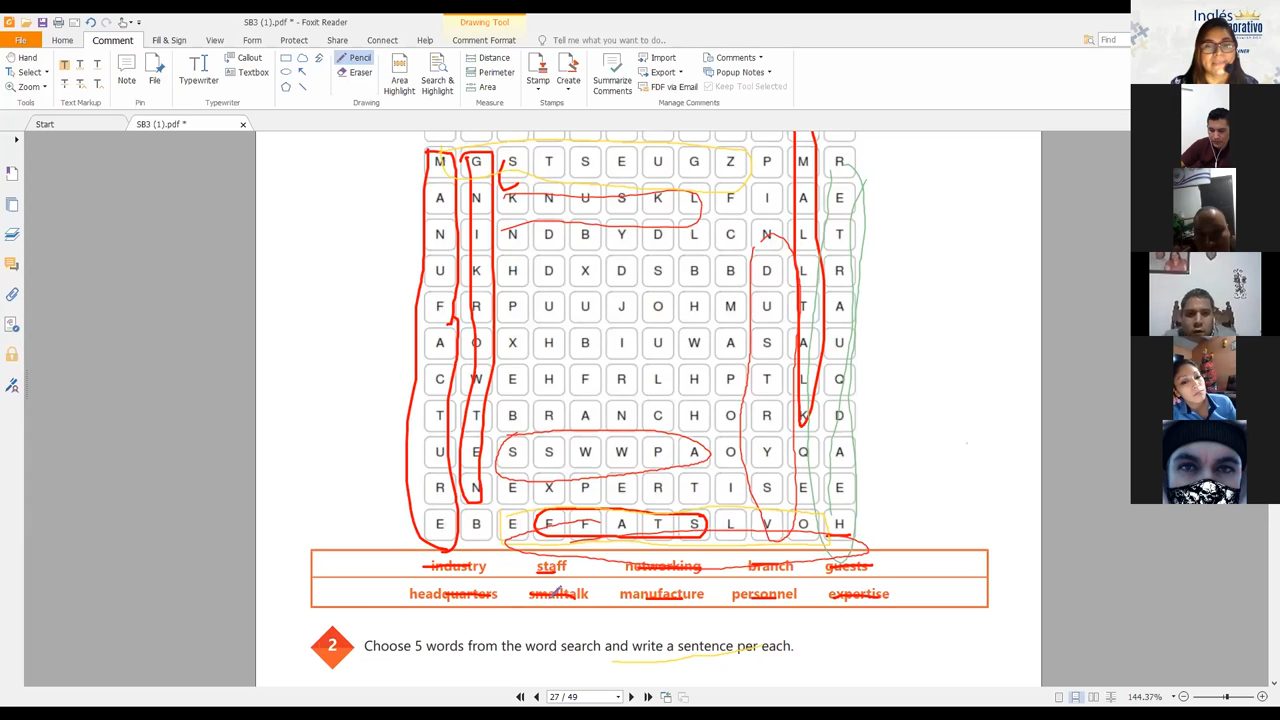 SB3 (1).pdf * - Foxit Reader
Drawing Tool
File Home Comment Fill & Sign View Form Protect Share Connect Help Comment Format Tell me what you want to do... Find
Hand Select Zoom Tools
T T T T T T Text Markup
Note File Pin
Typewriter Callout Textbox Typewriter
Pencil Eraser Drawing
Area Highlight Search & Highlight
Distance Perimeter Area Measure
Stamp Create Stamps
Summarize Comments Import Export FDF via Email Comments Popup Notes Keep Tool Selected Manage Comments
Start SB3 (1).pdf *
M G S T S E U G Z P M R
A N K N U S K L F I A E
N I N D B Y D L C N L T
U K H D X D S B B D L R
F R P U U J O H M U T A
A O X H B I U W A S A U
C W E H F R L H P T L Q
T T B R A N C H O R K D
U E S S W W P A O Y Q A
R N E X P E R T I S E E
E B E F F A T S L V O H
industry staff networking branch guests
headquarters smalltalk manufacture personnel expertise
2 Choose 5 words from the word search and write a sentence per each.
27 / 49 144.37%
Inglés